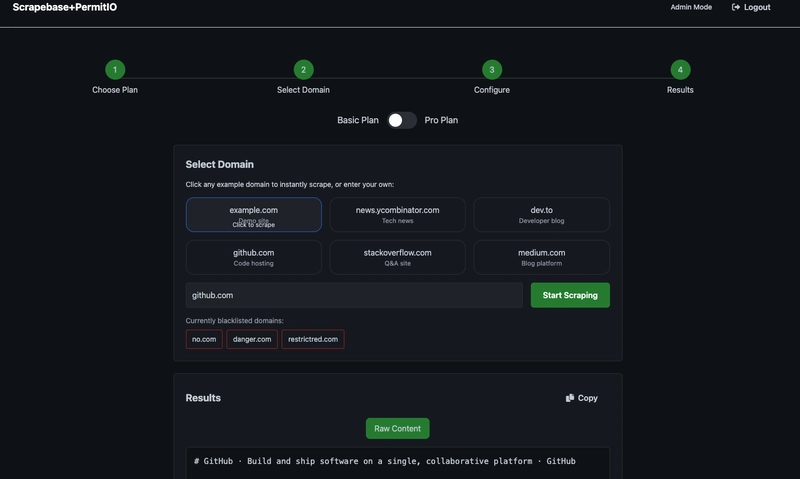 Scrapebase+PermitIO
Admin Mode
Logout
1
2
3
4
Choose Plan
Select Domain
Configure
Results
Basic Plan
Pro Plan
Select Domain
Click any example domain to instantly scrape, or enter your own:
example.com
Demo site
Click to scrape
news.ycombinator.com
Tech news
dev.to
Developer blog
github.com
Code hosting
stackoverflow.com
Q&A site
medium.com
Blog platform
github.com
Start Scraping
Currently blacklisted domains:
no.com
danger.com
restrictred.com
Results
Copy
Raw Content
# GitHub · Build and ship software on a single, collaborative platform · GitHub